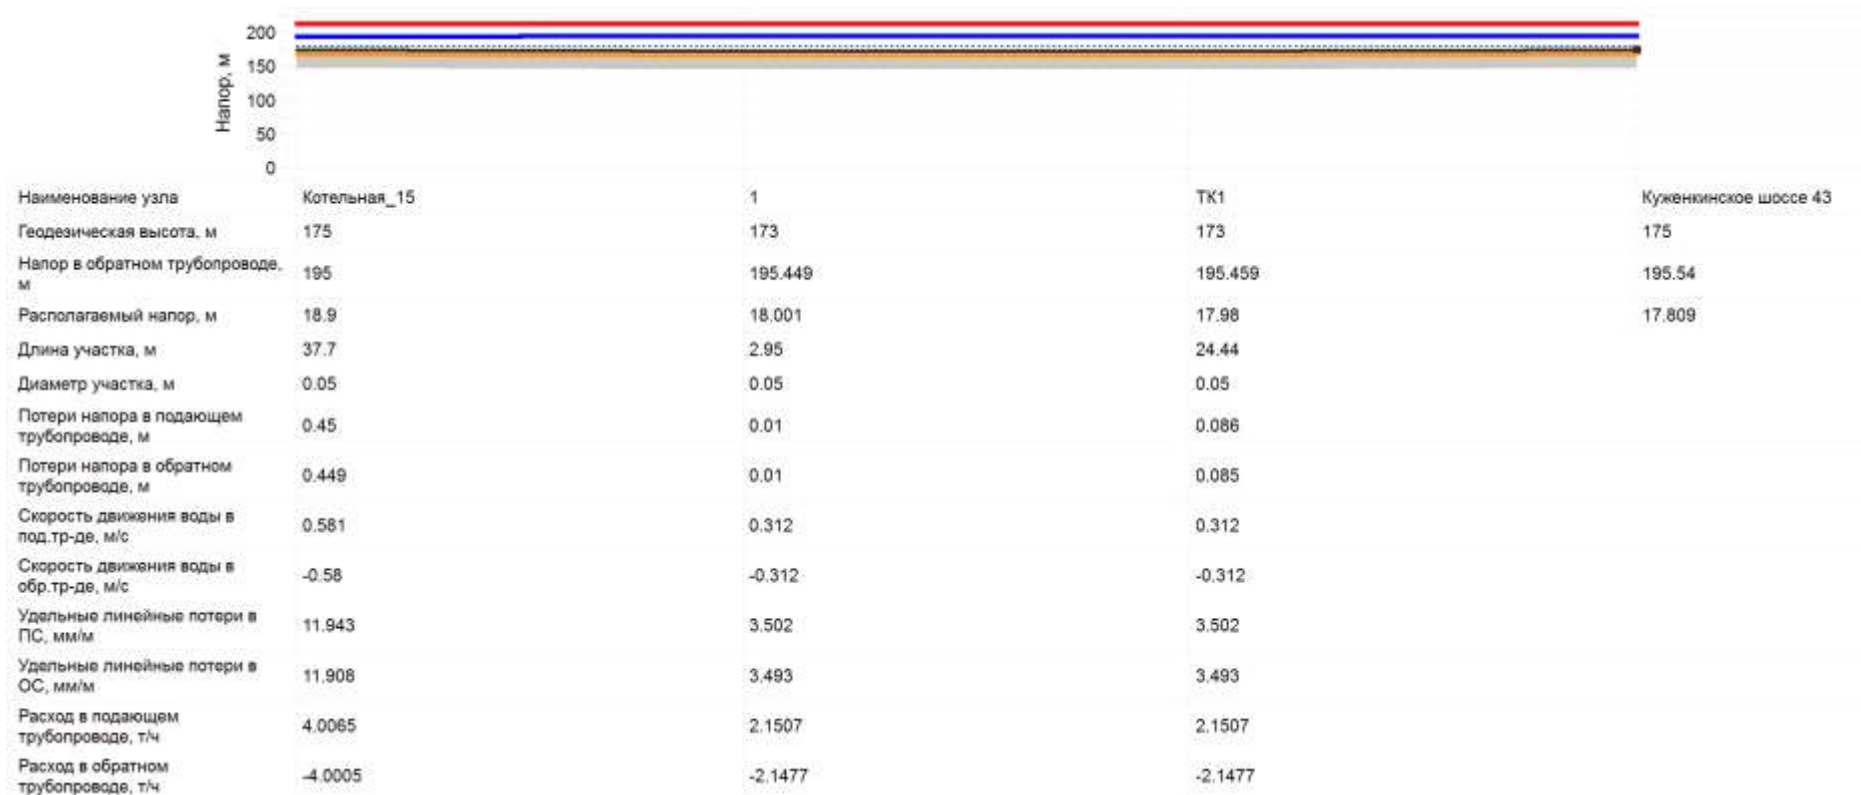 200
150
100
50
0
Напор, м
Наименование узла Котельная_15 1 ТК1 Куженкинское шоссе 43
Геодезическая высота, м 175 173 173 175
Напор в обратном трубопроводе,
м 195 195.449 195.459 195.54
Располагаемый напор, м 18.9 18.001 17.98 17.809
Длина участка, м 37.7 2.95 24.44
Диаметр участка, м 0.05 0.05 0.05
Потери напора в подающем
трубопроводе, м 0.45 0.01 0.086
Потери напора в обратном
трубопроводе, м 0.449 0.01 0.085
Скорость движения воды в
под.тр-де, м/с 0.581 0.312 0.312
Скорость движения воды в
обр.тр-де, м/с -0.58 -0.312 -0.312
Удельные линейные потери в
ПС, мм/м 11.943 3.502 3.502
Удельные линейные потери в
ОС, мм/м 11.908 3.493 3.493
Расход в подающем
трубопроводе, т/ч 4.0065 2.1507 2.1507
Расход в обратном
трубопроводе, т/ч -4.0005 -2.1477 -2.1477